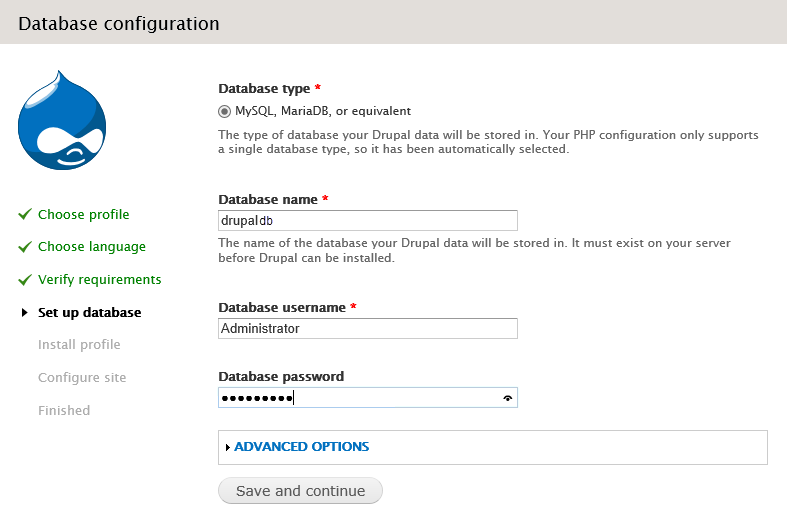 Database configuration
Choose profile
Choose language
Verify requirements
Set up database
Install profile
Configure site
Finished
Database type *
MySQL, MariaDB, or equivalent
The type of database your Drupal data will be stored in. Your PHP configuration only supports
a single database type, so it has been automatically selected.
Database name *
drupaldb
The name of the database your Drupal data will be stored in. It must exist on your server
before Drupal can be installed.
Database username *
Administrator
Database password
•••••••••
ADVANCED OPTIONS
Save and continue